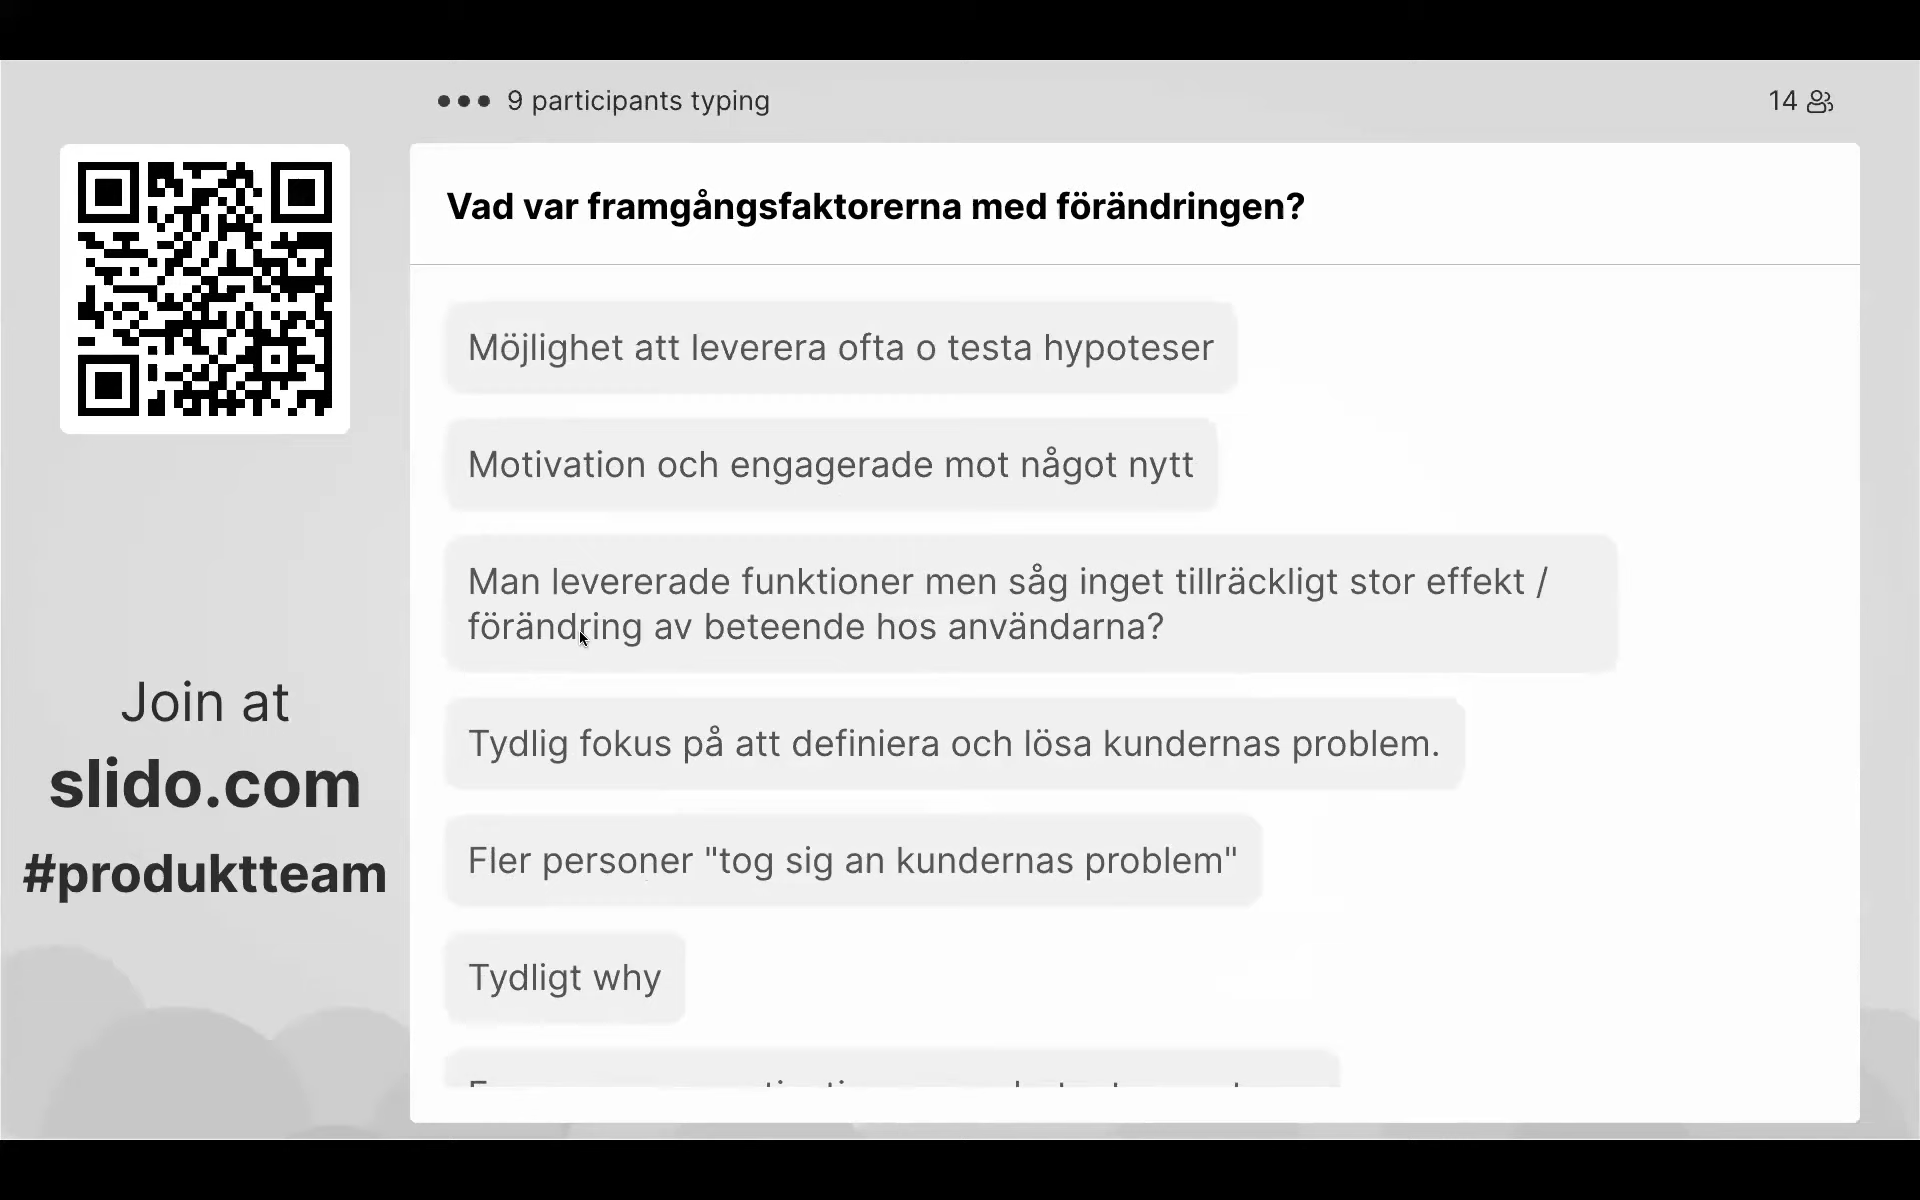 9 participants typing
14
Vad var framgångsfaktorerna med förändringen?
Möjlighet att leverera ofta o testa hypoteser
Motivation och engagerade mot något nytt
Man levererade funktioner men såg inget tillräckligt stor effekt /
förändring av beteende hos användarna?
Tydlig fokus på att definiera och lösa kundernas problem.
Fler personer "tog sig an kundernas problem"
Tydligt why
Join at
slido.com
#produktteam